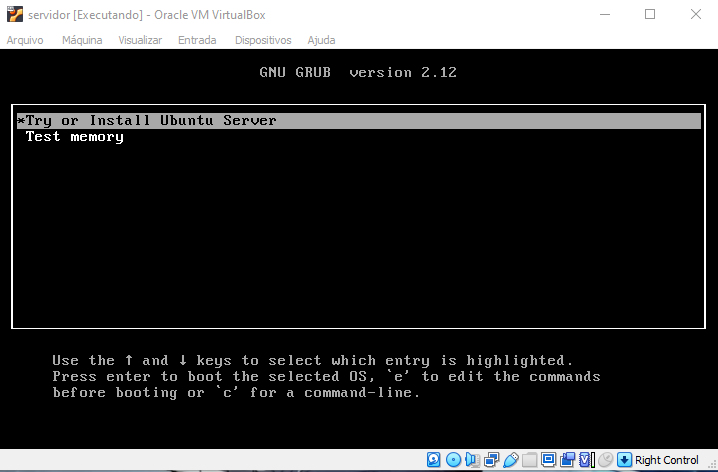 servidor [Executando] - Oracle VM VirtualBox
Arquivo Máquina Visualizar Entrada Dispositivos Ajuda
GNU GRUB version 2.12
*Try or Install Ubuntu Server
Test memory
Use the ↑ and ↓ keys to select which entry is highlighted.
Press enter to boot the selected OS, `e' to edit the commands
before booting or `c' for a command-line.
Right Control